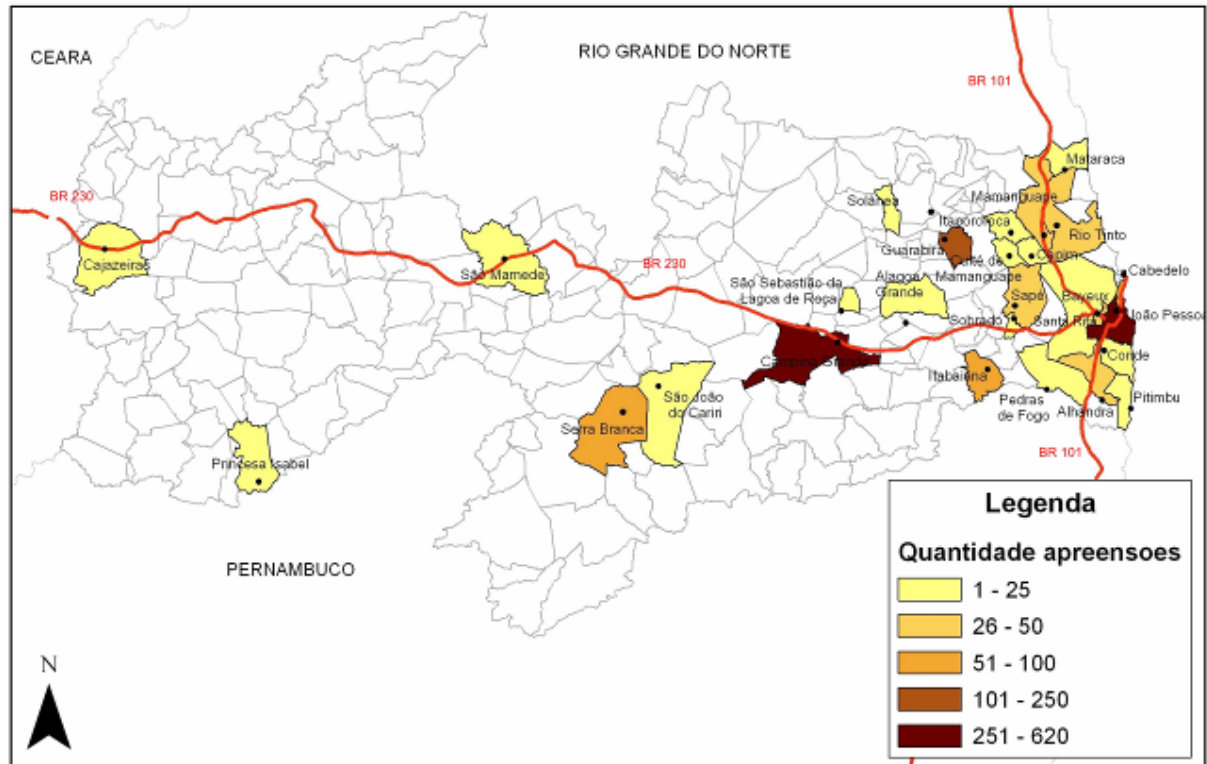 CEARA
RIO GRANDE DO NORTE
BR 101
Mataraca
BR 230
Solânea
Mamanguape
Itapororoca
Rio Tinto
Guarabira
Capim
Cajazeiras
São Mamede
BR 230
Mamanguape
Cabedelo
São Sebastião da
Lagoa de Roça
Alagoa
Grande
Sapé
Bayeux
João Pessoa
Sobrado
Santa Rita
Campina Grande
Conde
Itabaiana
São João
do Cariri
Pedras
de Fogo
Alhandra
Pitimbu
Serra Branca
BR 101
Princesa Isabel
PERNAMBUCO
Legenda
Quantidade apreensoes
1 - 25
26 - 50
51 - 100
101 - 250
251 - 620
N